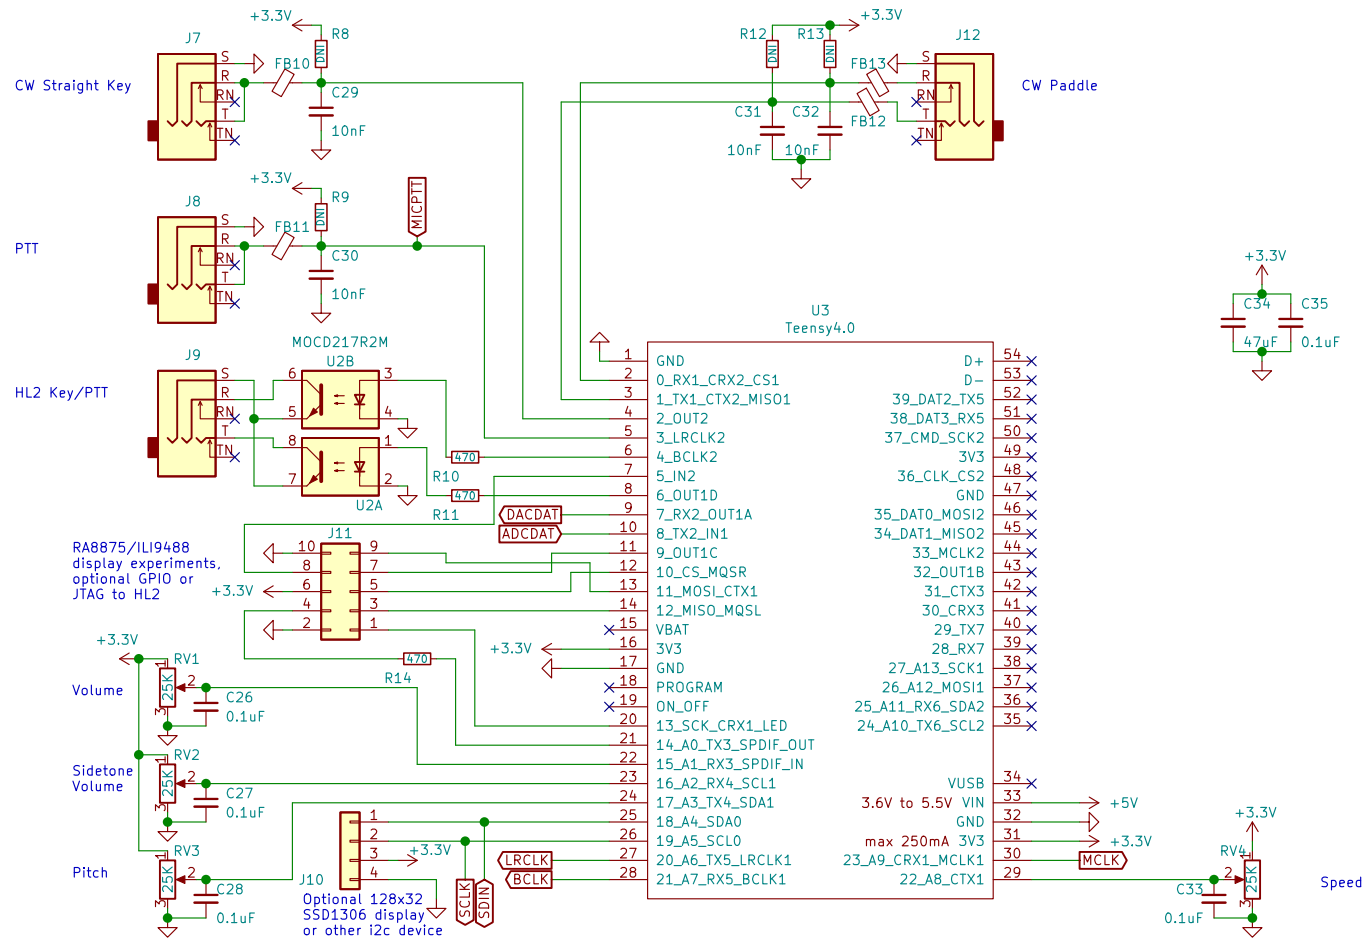 +3.3V
R8
DNI
J7
S
R
RN
T
TN
FB10
C29
10nF
CW Straight Key
+3.3V
R12
R13
DNI
DNI
J12
S
R
RN
T
TN
FB13
FB12
C31
C32
10nF
10nF
CW Paddle
+3.3V
R9
DNI
J8
S
R
RN
T
TN
FB11
C30
10nF
MICPTT
PTT
+3.3V
C34
C35
47uF
0.1uF
MOCD217R2M
U2B
J9
S
R
RN
T
TN
6
3
5
4
8
1
7
2
U2A
HL2 Key/PTT
470
R10
470
R11
DACDAT
ADCDAT
RA8875/ILI9488
display experiments,
optional GPIO or
JTAG to HL2
J11
10
9
8
7
6
5
4
3
2
1
+3.3V
470
R14
+3.3V
+3.3V
RV1
1
25K
2
3
C26
0.1uF
Volume
RV2
1
25K
2
3
C27
0.1uF
Sidetone
Volume
RV3
1
25K
2
3
C28
0.1uF
Pitch
J10
1
2
3
4
+3.3V
SCLK
SDIN
LRCLK
BCLK
Optional 128x32
SSD1306 display
or other i2c device
U3
Teensy4.0
1 GND
2 0_RX1_CRX2_CS1
3 1_TX1_CTX2_MISO1
4 2_OUT2
5 3_LRCLK2
6 4_BCLK2
7 5_IN2
8 6_OUT1D
9 7_RX2_OUT1A
10 8_TX2_IN1
11 9_OUT1C
12 10_CS_MQSR
13 11_MOSI_CTX1
14 12_MISO_MQSL
15 VBAT
16 3V3
17 GND
18 PROGRAM
19 ON_OFF
20 13_SCK_CRX1_LED
21 14_A0_TX3_SPDIF_OUT
22 15_A1_RX3_SPDIF_IN
23 16_A2_RX4_SCL1
24 17_A3_TX4_SDA1
25 18_A4_SDA0
26 19_A5_SCL0
27 20_A6_TX5_LRCLK1
28 21_A7_RX5_BCLK1
D+ 54
D- 53
39_DAT2_TX5 52
38_DAT3_RX5 51
37_CMD_SCK2 50
3V3 49
36_CLK_CS2 48
GND 47
35_DAT0_MOSI2 46
34_DAT1_MISO2 45
33_MCLK2 44
32_OUT1B 43
31_CTX3 42
30_CRX3 41
29_TX7 40
28_RX7 39
27_A13_SCK1 38
26_A12_MOSI1 37
25_A11_RX6_SDA2 36
24_A10_TX6_SCL2 35
VUSB 34
3.6V to 5.5V VIN 33
GND 32
max 250mA 3V3 31
23_A9_CRX1_MCLK1 30
22_A8_CTX1 29
+5V
+3.3V
MCLK
+3.3V
RV4
1
25K
2
3
C33
0.1uF
Speed